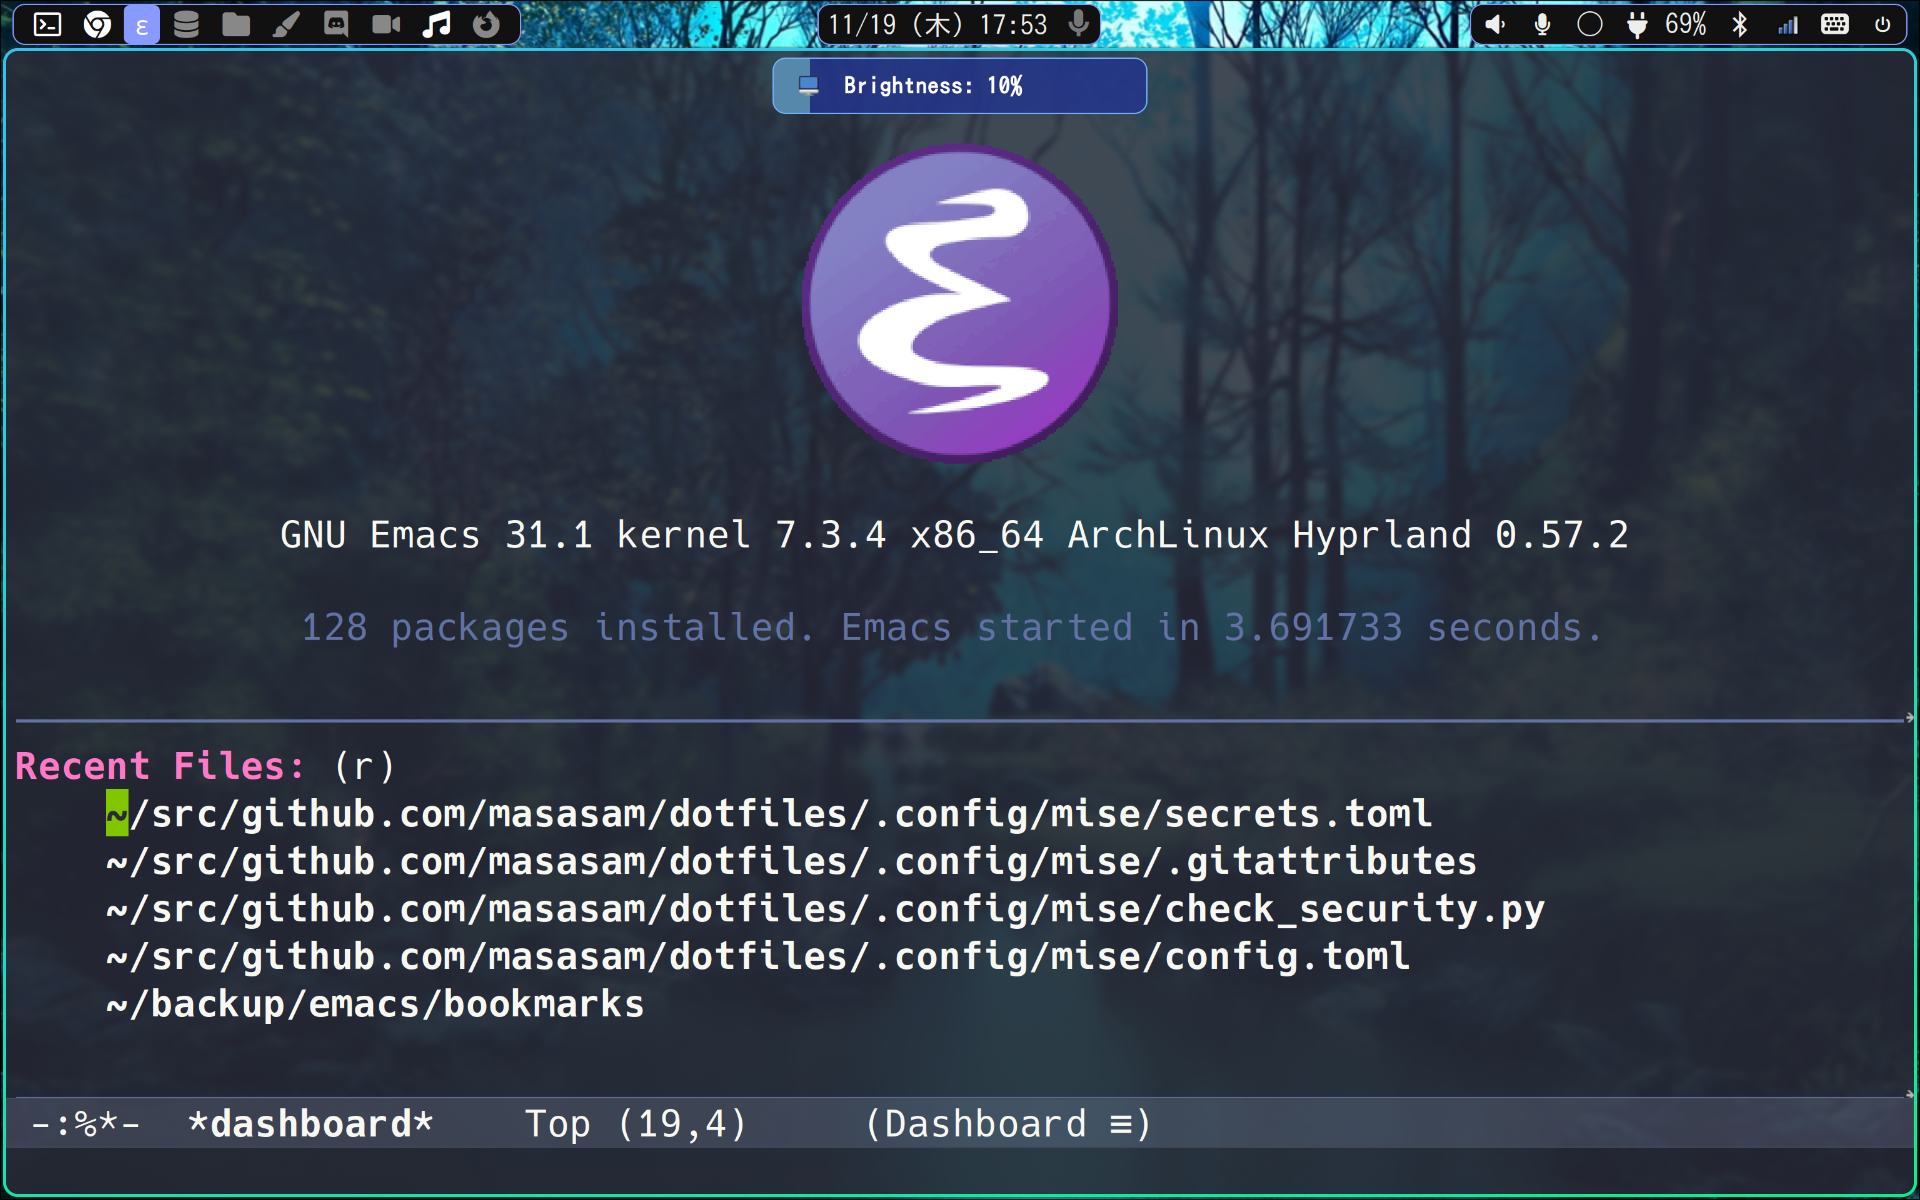 ε
11/19 (木) 17:53
69%
Brightness: 10%
GNU Emacs 31.1 kernel 7.3.4 x86_64 ArchLinux Hyprland 0.57.2
128 packages installed. Emacs started in 3.691733 seconds.
Recent Files: (r)
~/src/github.com/masasam/dotfiles/.config/mise/secrets.toml
~/src/github.com/masasam/dotfiles/.config/mise/.gitattributes
~/src/github.com/masasam/dotfiles/.config/mise/check_security.py
~/src/github.com/masasam/dotfiles/.config/mise/config.toml
~/backup/emacs/bookmarks
-:%*-  *dashboard*    Top (19,4)     (Dashboard ≡)